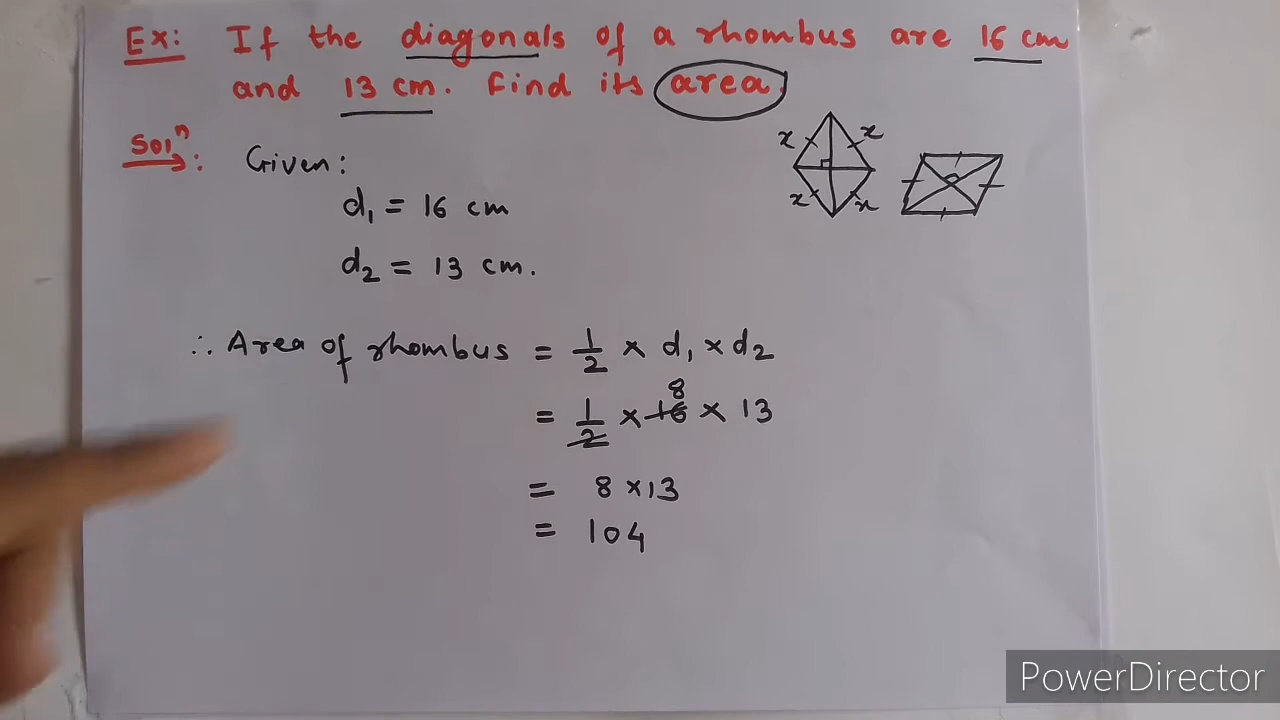 Ex: If the diagonals of a rhombus are 16 cm
and 13 cm. Find its area.
Solⁿ: Given:
d₁ = 16 cm
d₂ = 13 cm.
x x
x x
∴ Area of rhombus = 1/2 × d₁ × d₂
= 1/2 × 16 8 × 13
= 8 × 13
= 104
PowerDirector